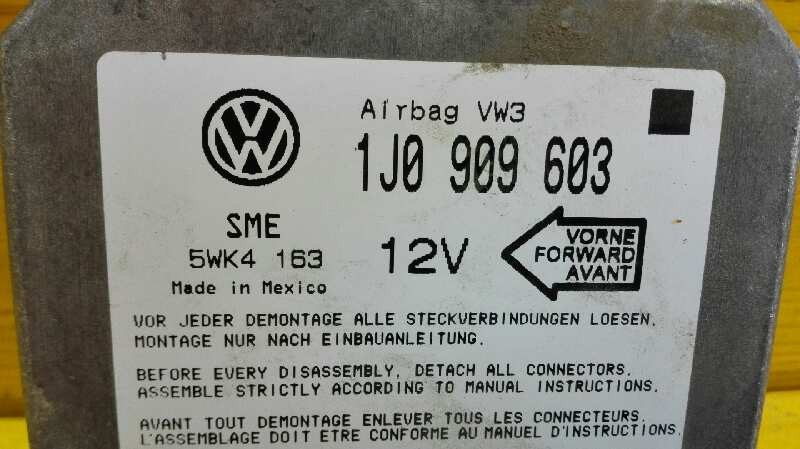 Airbag VW3
1J0 909 603
SME
5WK4 163
12V
VORNE
FORWARD
AVANT
Made in Mexico
VOR JEDER DEMONTAGE ALLE STECKVERBINDUNGEN LOESEN.
MONTAGE NUR NACH EINBAUANLEITUNG.
BEFORE EVERY DISASSEMBLY, DETACH ALL CONNECTORS.
ASSEMBLE STRICTLY ACCORDING TO MANUAL INSTRUCTIONS.
AVANT TOUT DEMONTAGE ENLEVER TOUS LES CONNECTEURS.
L'ASSEMBLAGE DOIT ETRE CONFORME AU MANUEL D'INSTRUCTIONS.